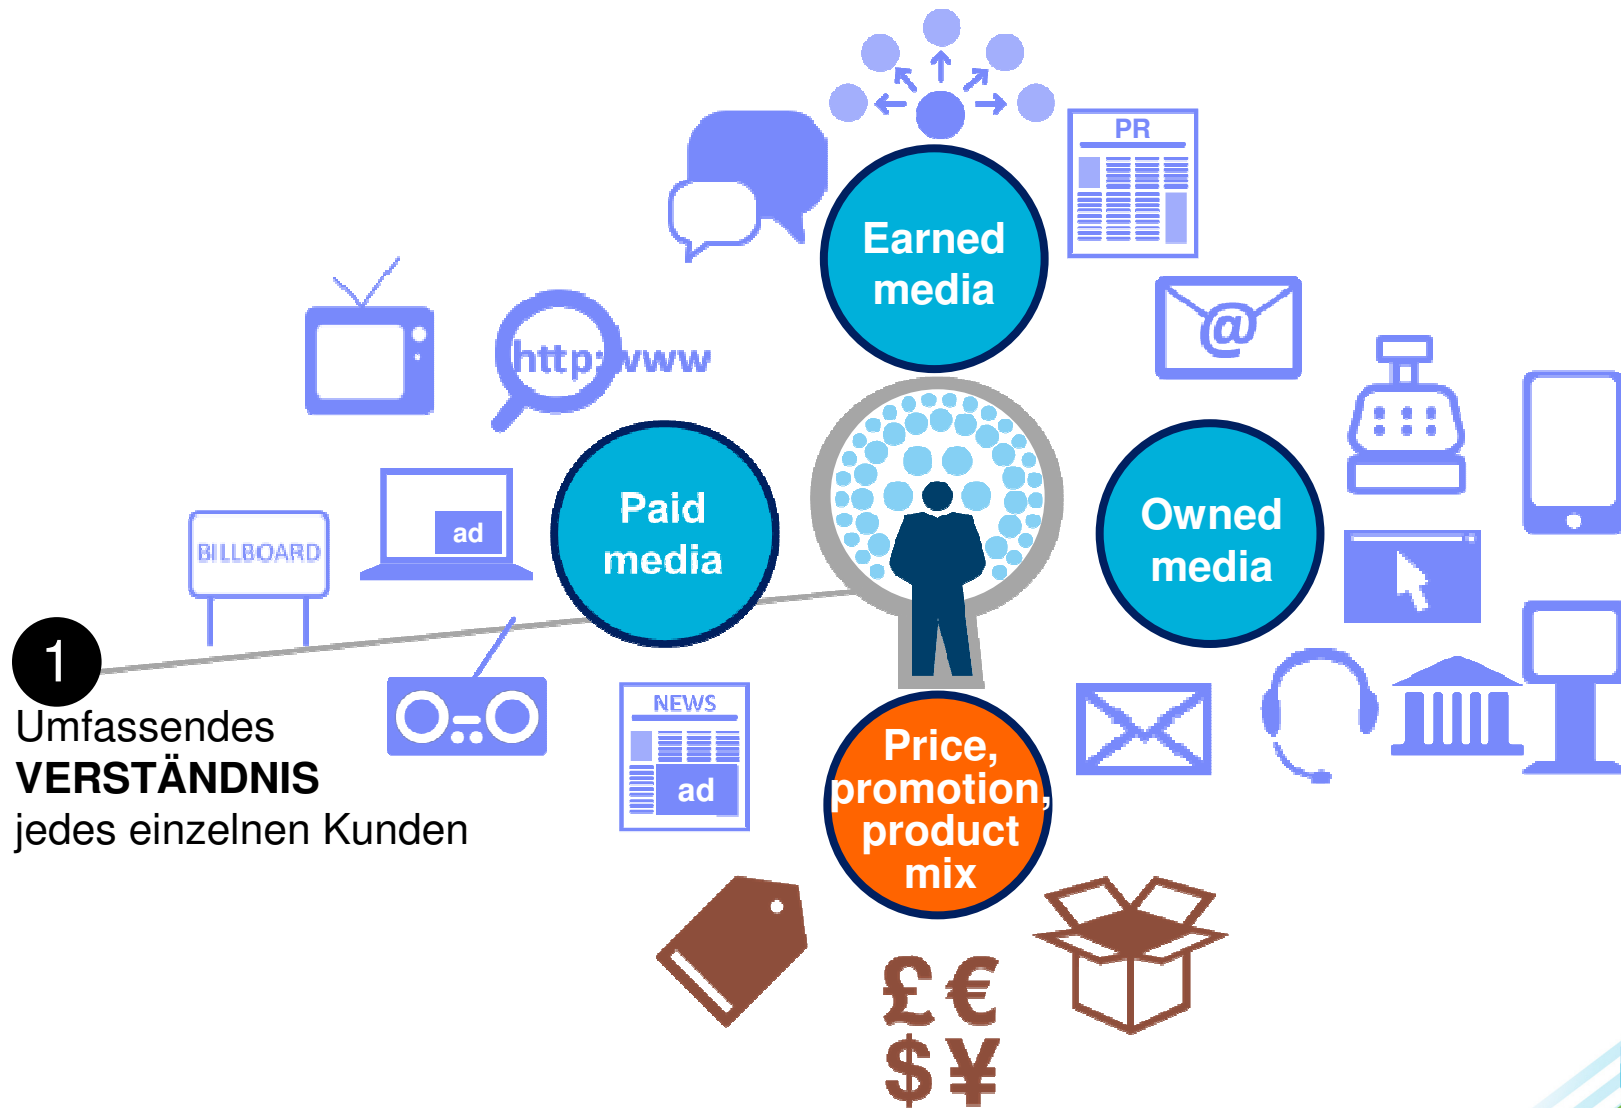 PR
Earned
media
@
http:www
Paid
media
Owned
media
ad
BILLBOARD
1
Umfassendes
VERSTÄNDNIS
jedes einzelnen Kunden
NEWS
ad
Price,
promotion,
product
mix
£ €
$ ¥